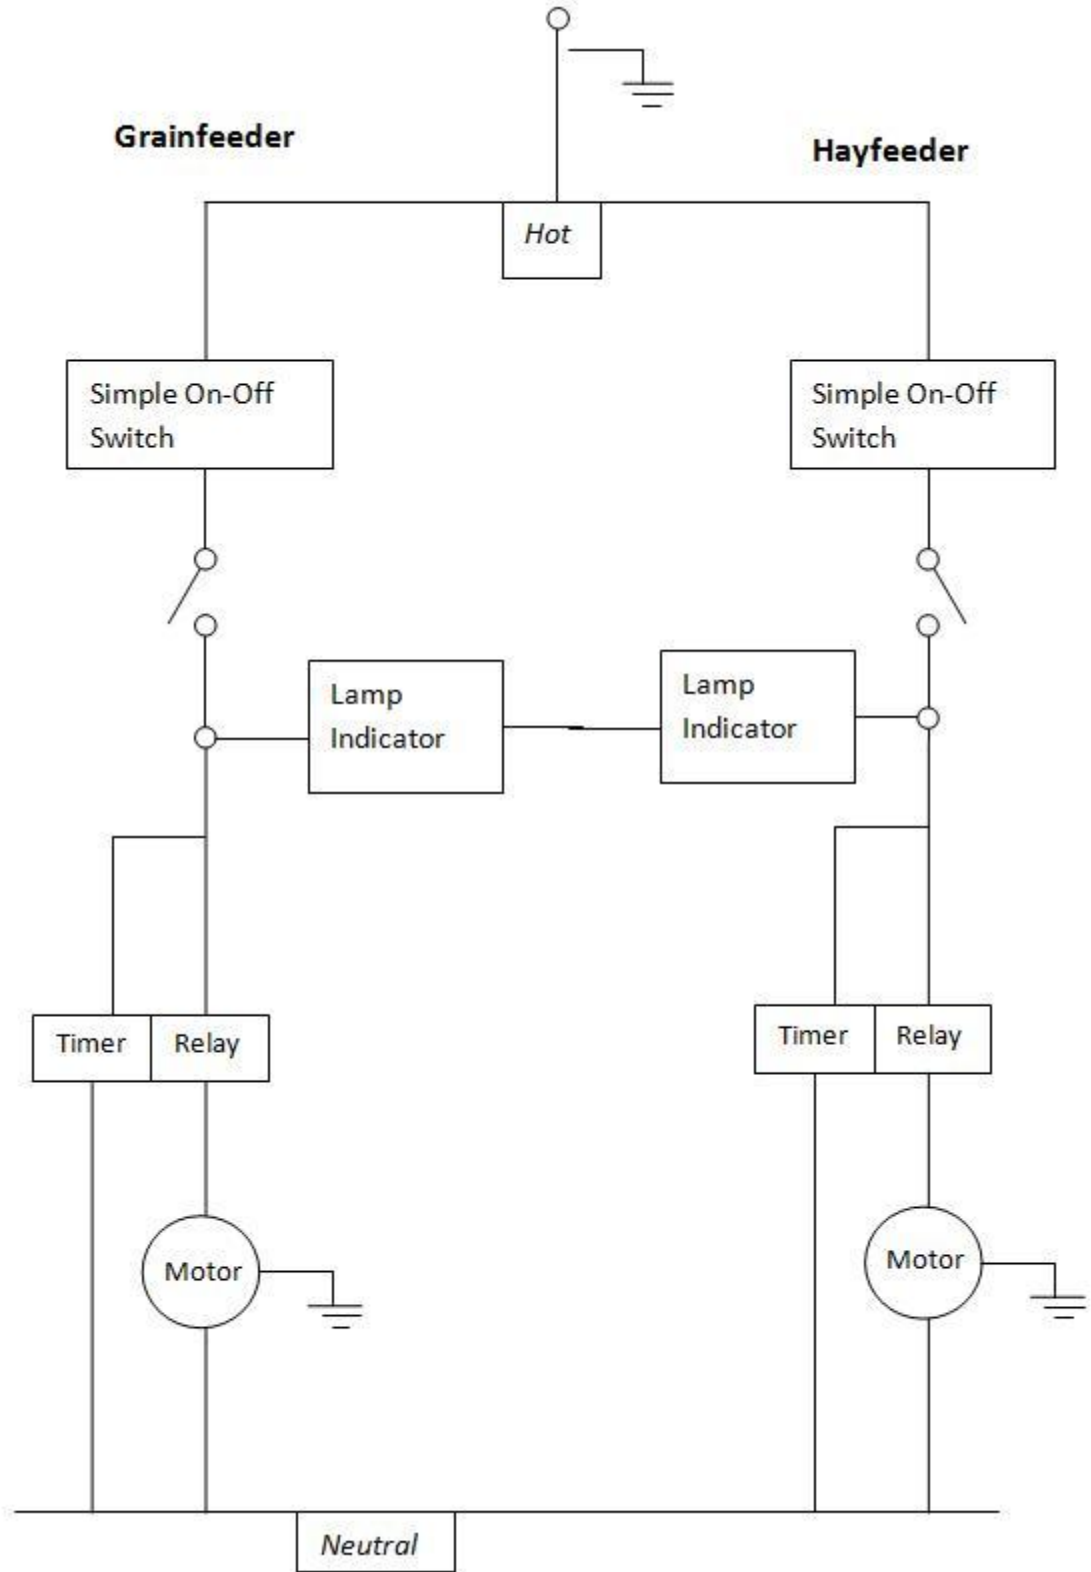 Grainfeeder
Hayfeeder
Hot
Simple On-Off
Switch
Simple On-Off
Switch
Lamp
Indicator
Lamp
Indicator
Timer
Relay
Timer
Relay
Motor
Motor
Neutral